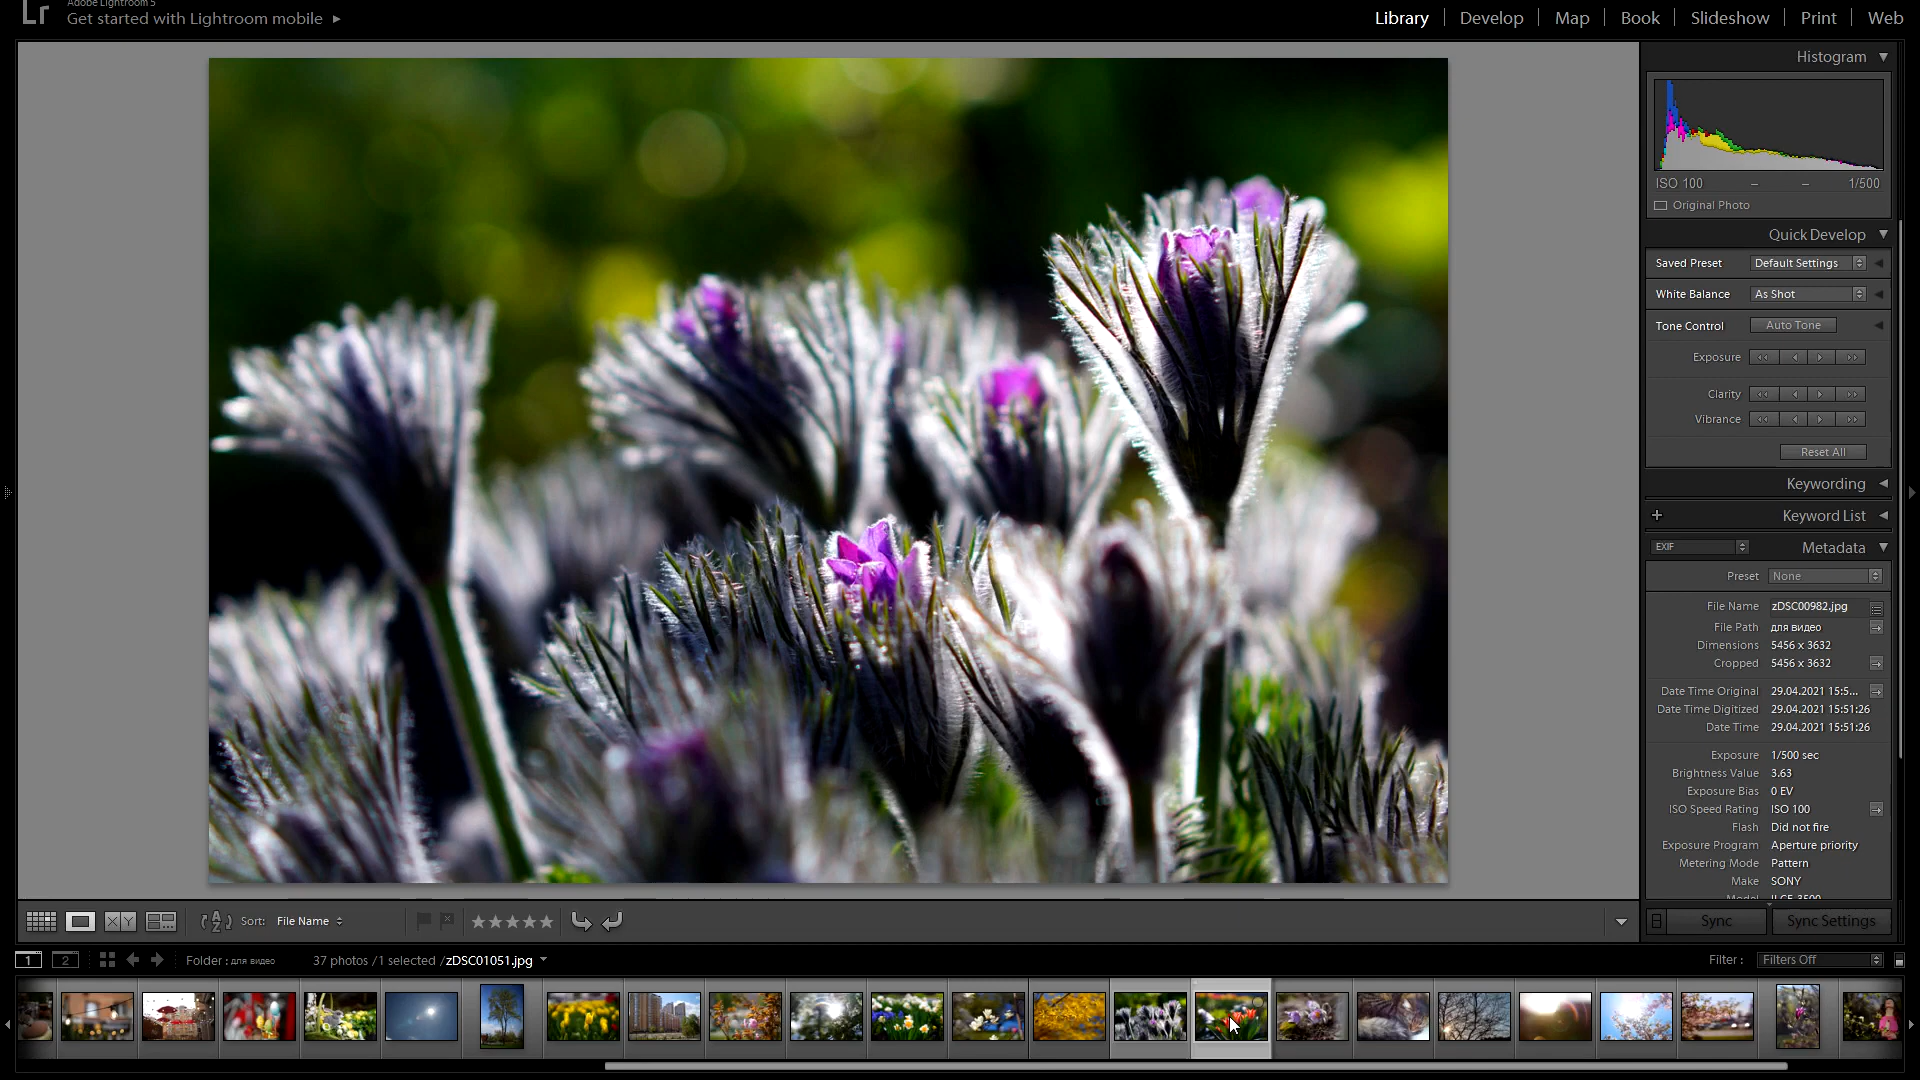 Lr
Adobe Lightroom 5
Get started with Lightroom mobile
Library | Develop | Map | Book | Slideshow | Print | Web
Histogram
ISO 100 – – 1/500
Original Photo
Quick Develop
Saved Preset Default Settings
White Balance As Shot
Tone Control Auto Tone
Exposure
Clarity
Vibrance
Reset All
Keywording
+ Keyword List
EXIF Metadata
Preset None
File Name zDSC00982.jpg
File Path для видео
Dimensions 5456 x 3632
Cropped 5456 x 3632
Date Time Original 29.04.2021 15:5...
Date Time Digitized 29.04.2021 15:51:26
Date Time 29.04.2021 15:51:26
Exposure 1/500 sec
Brightness Value 3.63
Exposure Bias 0 EV
ISO Speed Rating ISO 100
Flash Did not fire
Exposure Program Aperture priority
Metering Mode Pattern
Make SONY
XY AZ Sort: File Name
Sync Sync Settings
1 2 Folder : для видео 37 photos / 1 selected / zDSC01051.jpg Filter : Filters Off